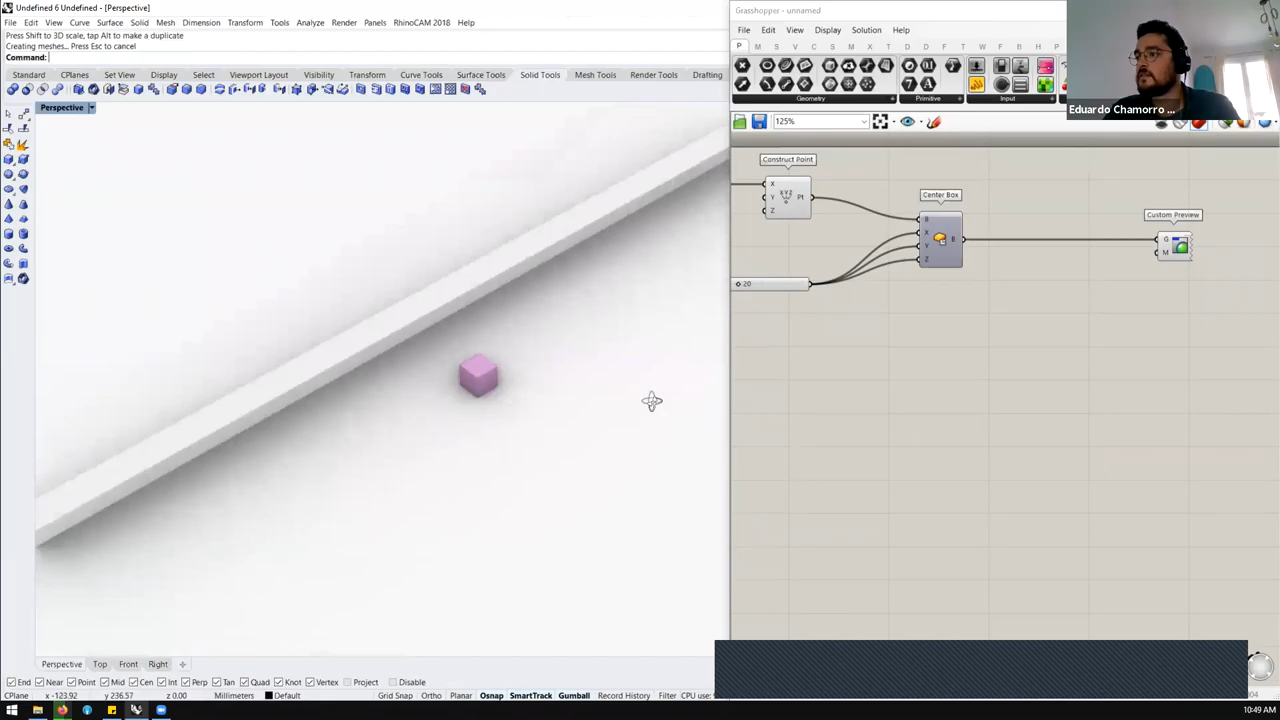 Undefined 6 Undefined - [Perspective]
File Edit View Curve Surface Solid Mesh Dimension Transform Tools Analyze Render Panels RhinoCAM 2018 Help
Press Shift to 3D scale, tap Alt to make a duplicate
Creating meshes... Press Esc to cancel
Command:
Standard CPlanes Set View Display Select Viewport Layout Visibility Transform Curve Tools Surface Tools Solid Tools Mesh Tools Render Tools Drafting
Perspective
Grasshopper - unnamed
File Edit View Display Solution Help
P M S V C S M X T D F T W K H F B H C
Geometry Primitive Input
125%
Eduardo Chamorro ...
Construct Point
X
Y
Z
Pt
20
Center Box
B
X
Y
Z
B
Custom Preview
G
M
Perspective Top Front Right
End Near Point Mid Cen Int Perp Tan Quad Knot Vertex Project Disable
CPlane x -123.92 y 236.57 z 0.00 Millimeters Default Grid Snap Ortho Planar Osnap SmartTrack Gumball Record History Filter CPU use:
10:49 AM